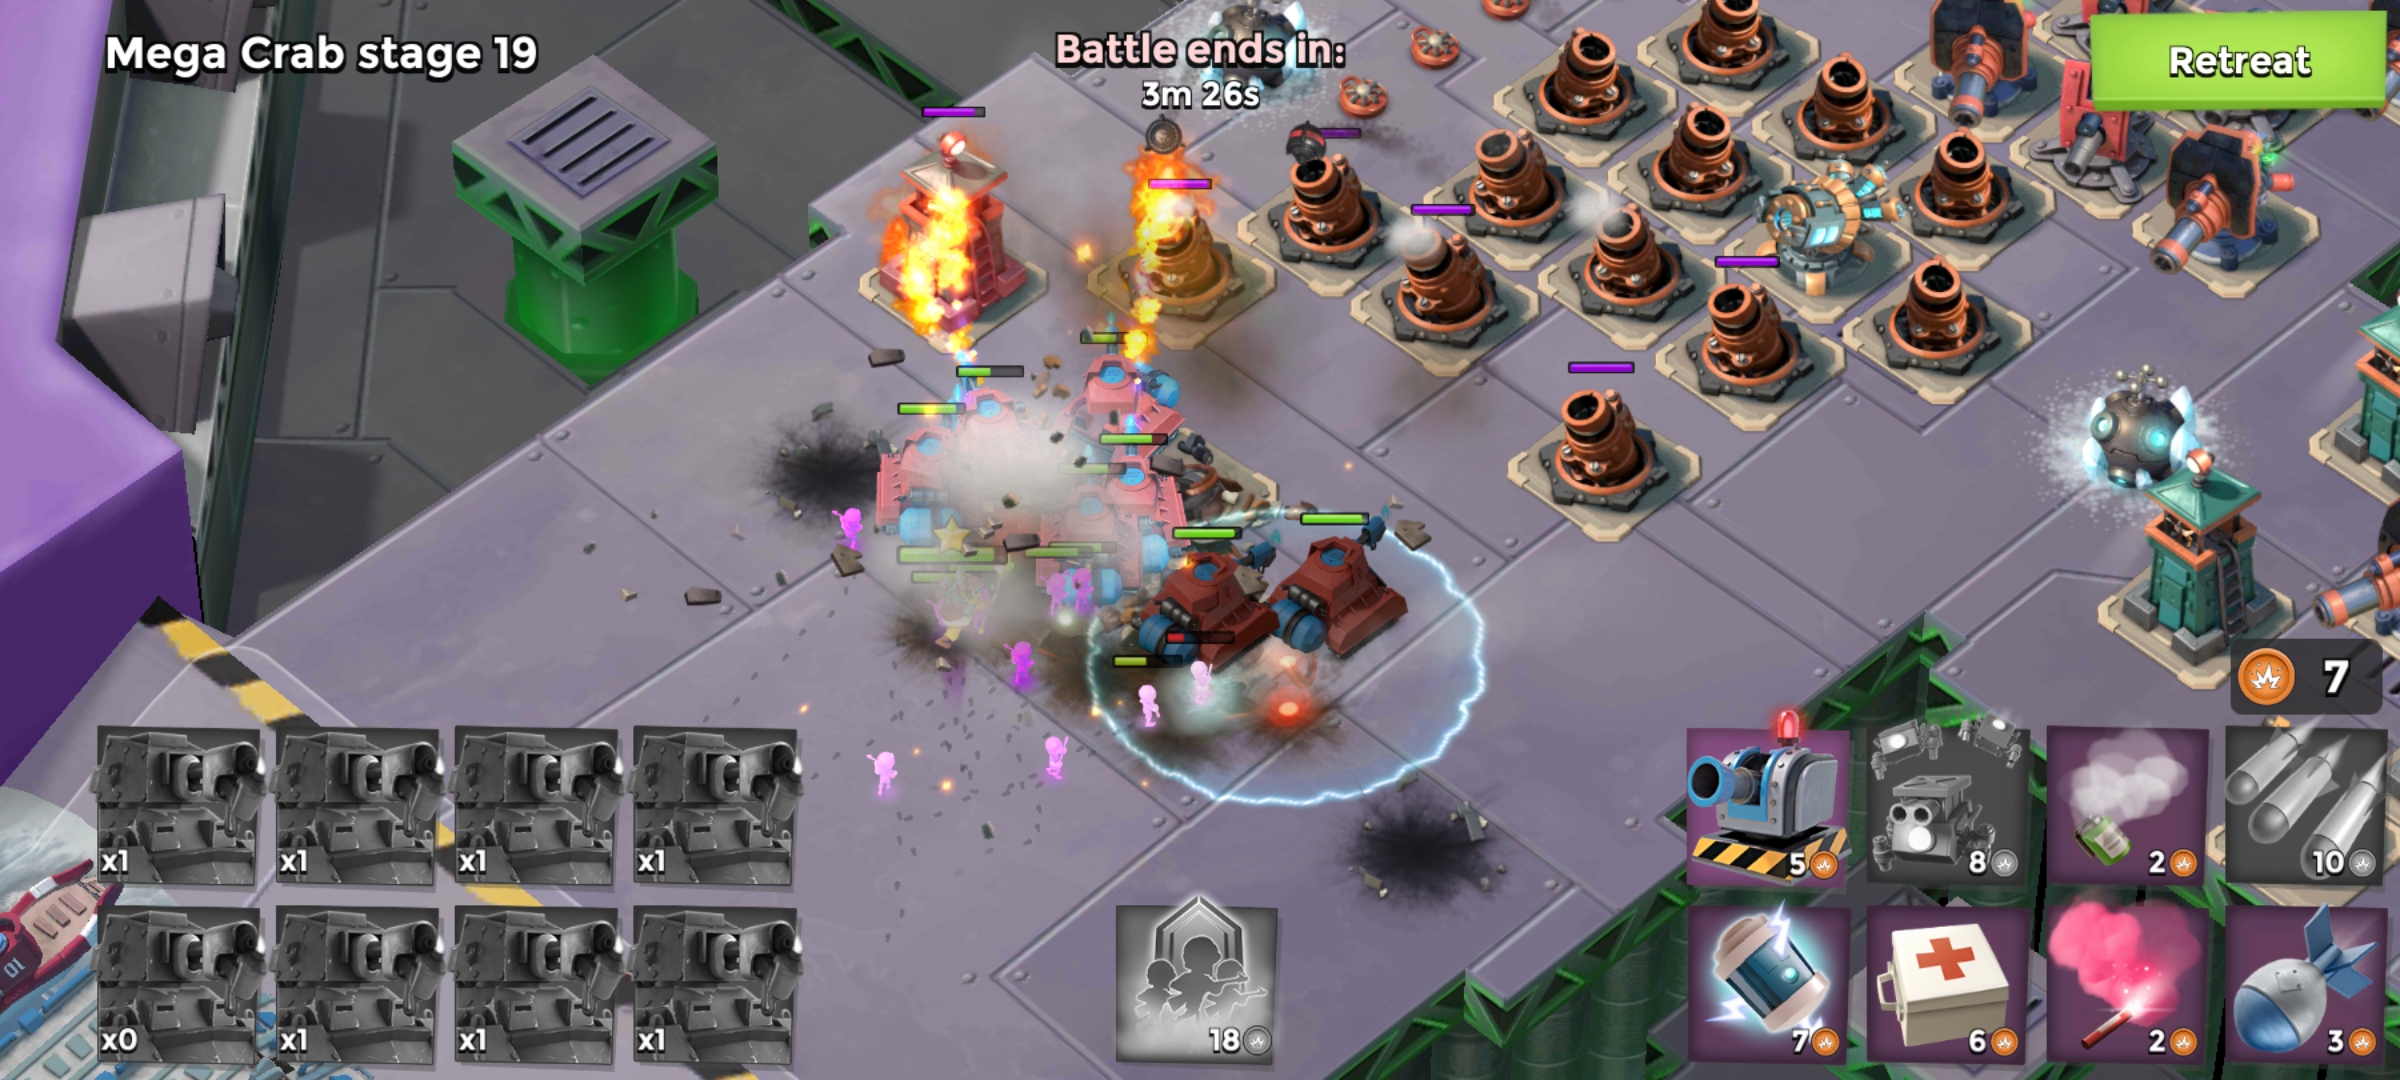 Mega Crab stage 19
Battle ends in:
3m 26s
Retreat
7
x1
x1
x1
x1
5
8
2
10
x0
x1
x1
x1
18
7
6
2
3
01